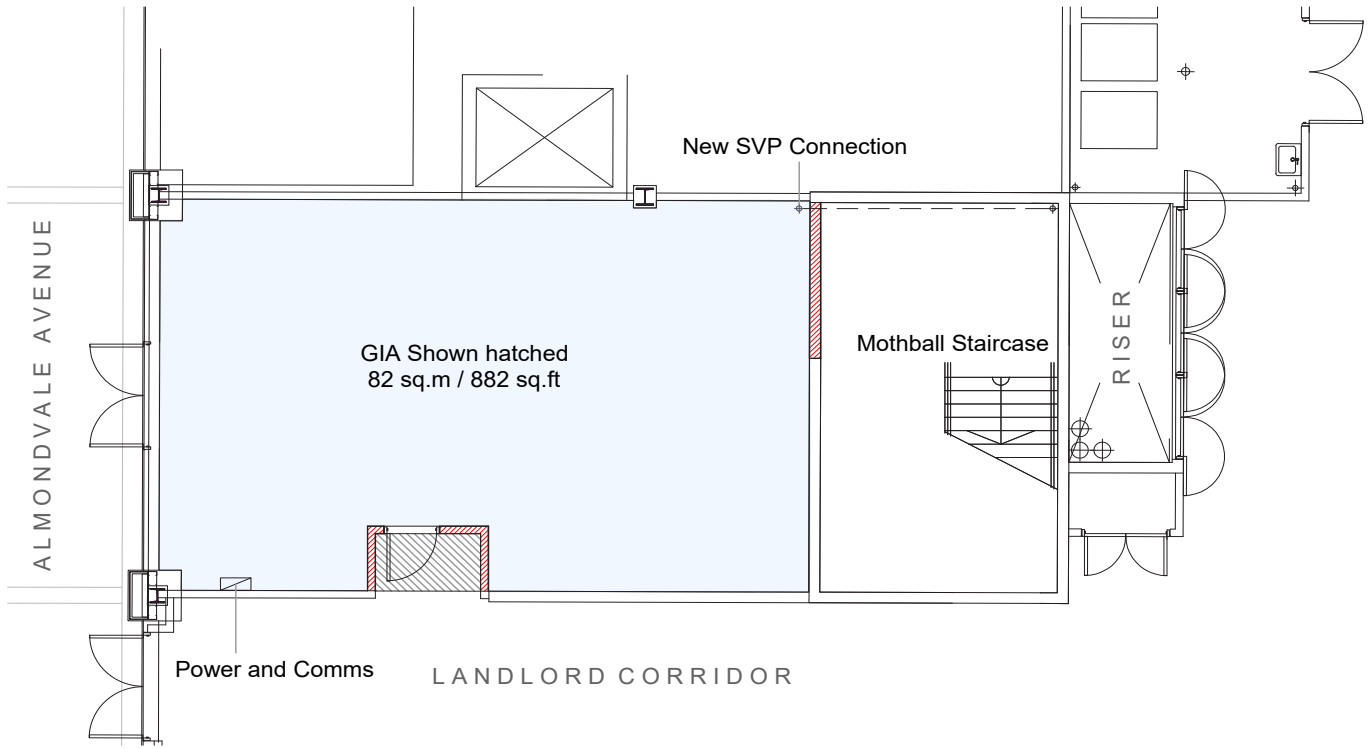 New SVP Connection
ALMONDVALE AVENUE
GIA Shown hatched
82 sq.m / 882 sq.ft
Mothball Staircase
RISER
Power and Comms
LANDLORD CORRIDOR